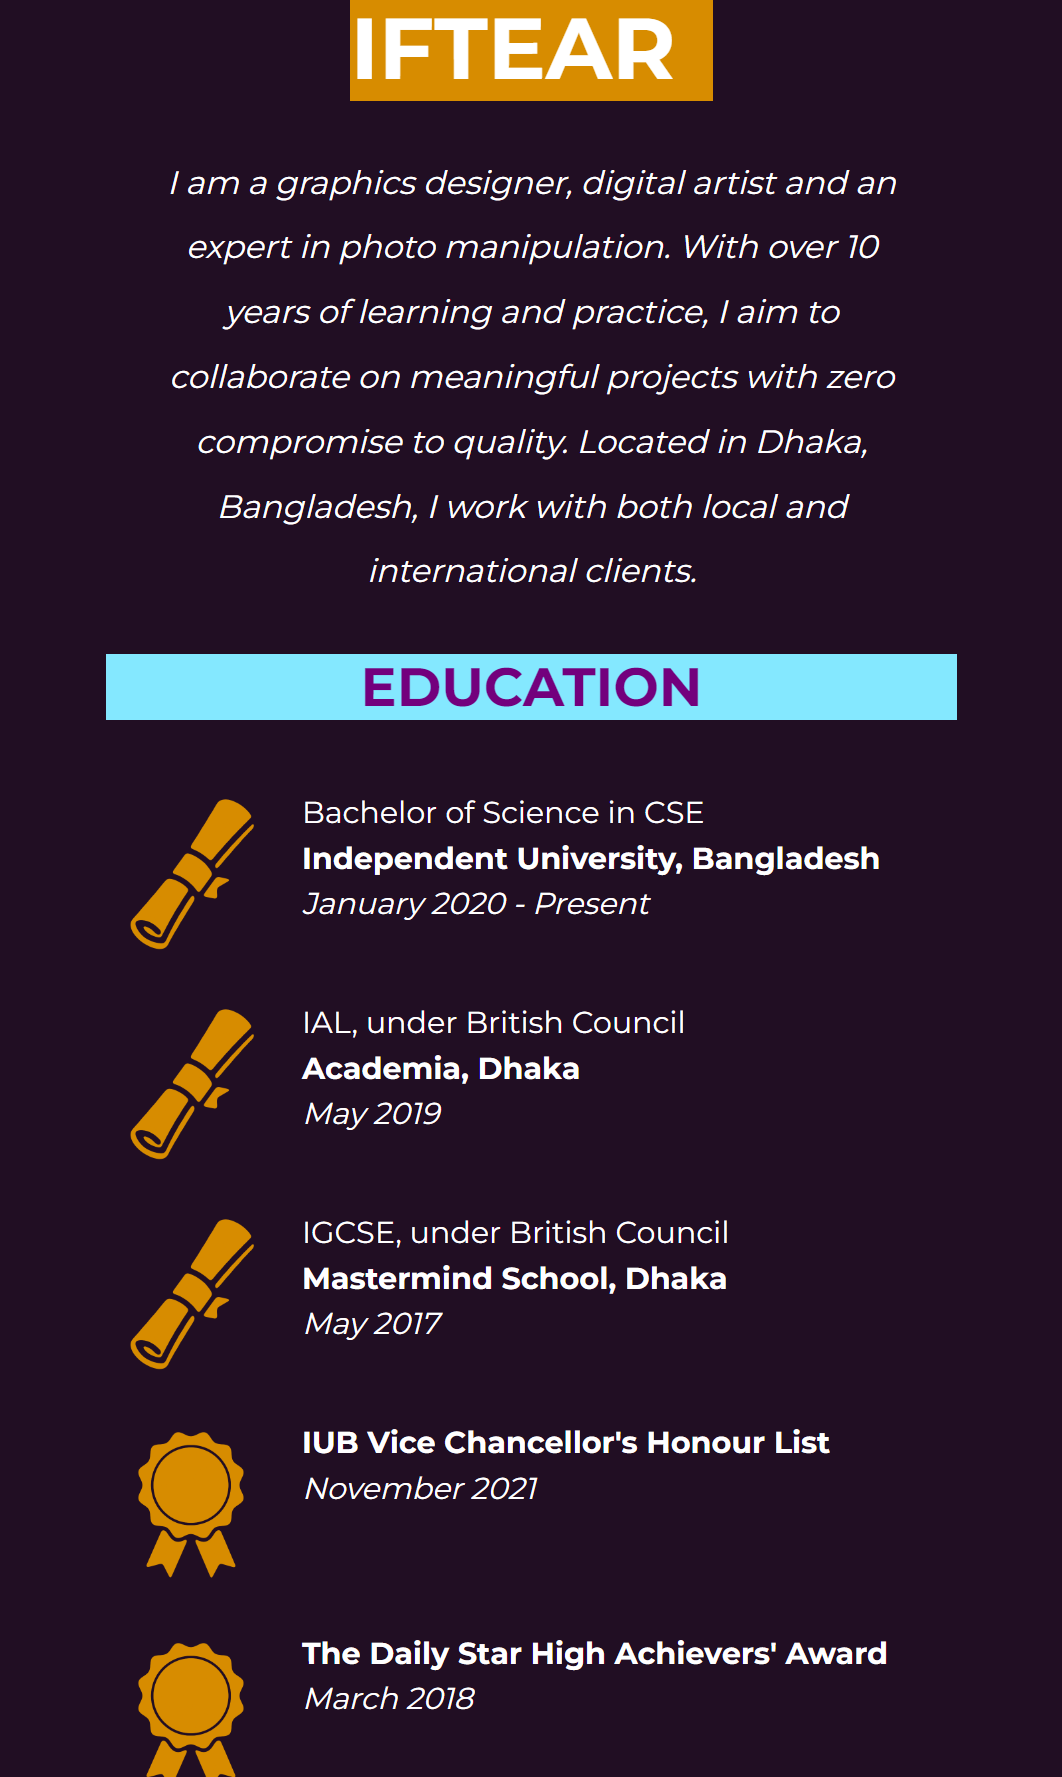 IFTEAR
I am a graphics designer, digital artist and an
expert in photo manipulation. With over 10
years of learning and practice, I aim to
collaborate on meaningful projects with zero
compromise to quality. Located in Dhaka,
Bangladesh, I work with both local and
international clients.
EDUCATION
Bachelor of Science in CSE
Independent University, Bangladesh
January 2020 - Present
IAL, under British Council
Academia, Dhaka
May 2019
IGCSE, under British Council
Mastermind School, Dhaka
May 2017
IUB Vice Chancellor's Honour List
November 2021
The Daily Star High Achievers' Award
March 2018